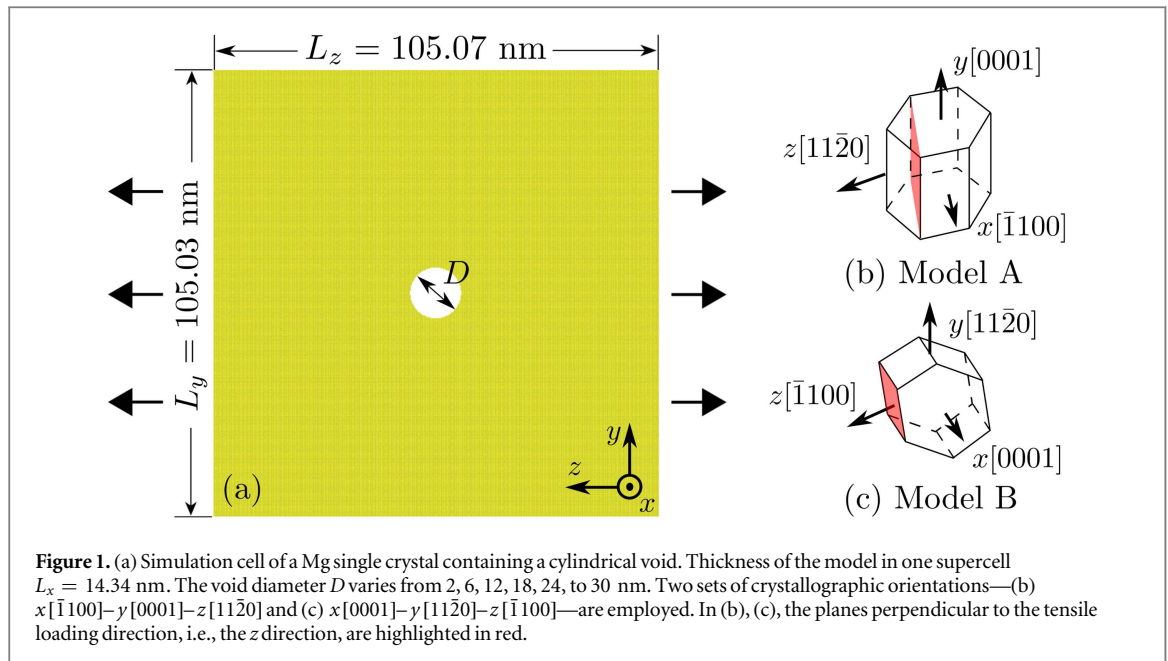 L_z = 105.07 nm
L_y = 105.03 nm
D
y
z
x
(a)
y[0001]
z[112̄0]
x[1̄100]
(b) Model A
y[112̄0]
z[1̄100]
x[0001]
(c) Model B
Figure 1. (a) Simulation cell of a Mg single crystal containing a cylindrical void. Thickness of the model in one supercell
L_x = 14.34 nm. The void diameter D varies from 2, 6, 12, 18, 24, to 30 nm. Two sets of crystallographic orientations—(b)
x[1̄100]–y[0001]–z[112̄0] and (c) x[0001]–y[112̄0]–z[1̄100]—are employed. In (b), (c), the planes perpendicular to the tensile
loading direction, i.e., the z direction, are highlighted in red.